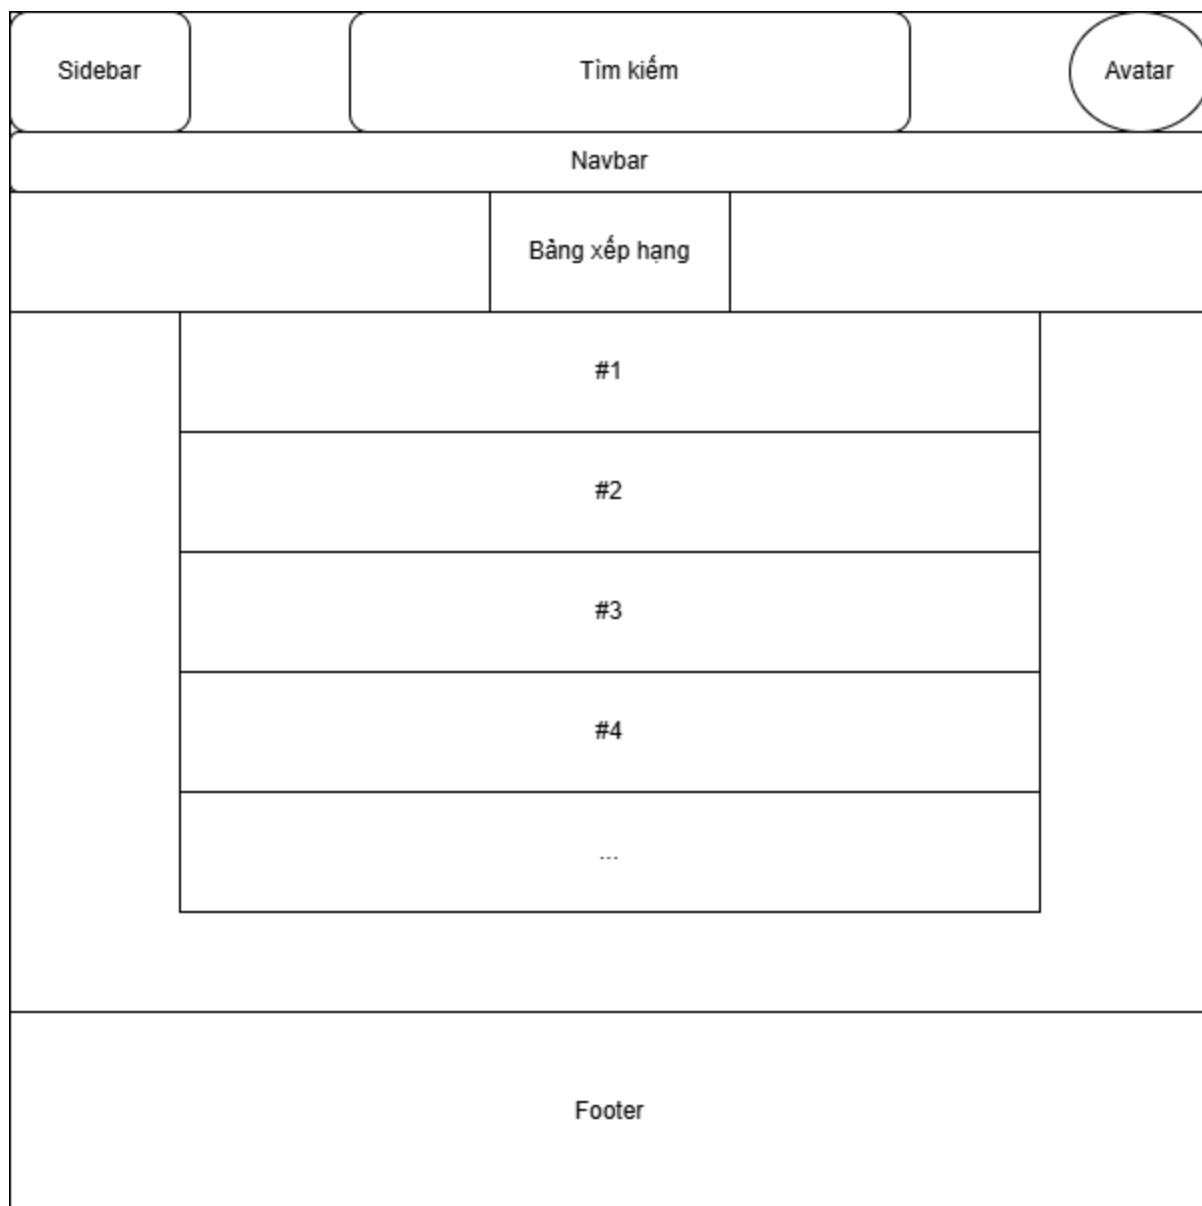 Sidebar
Tìm kiếm
Avatar
Navbar
Bảng xếp hạng
#1
#2
#3
#4
...
Footer